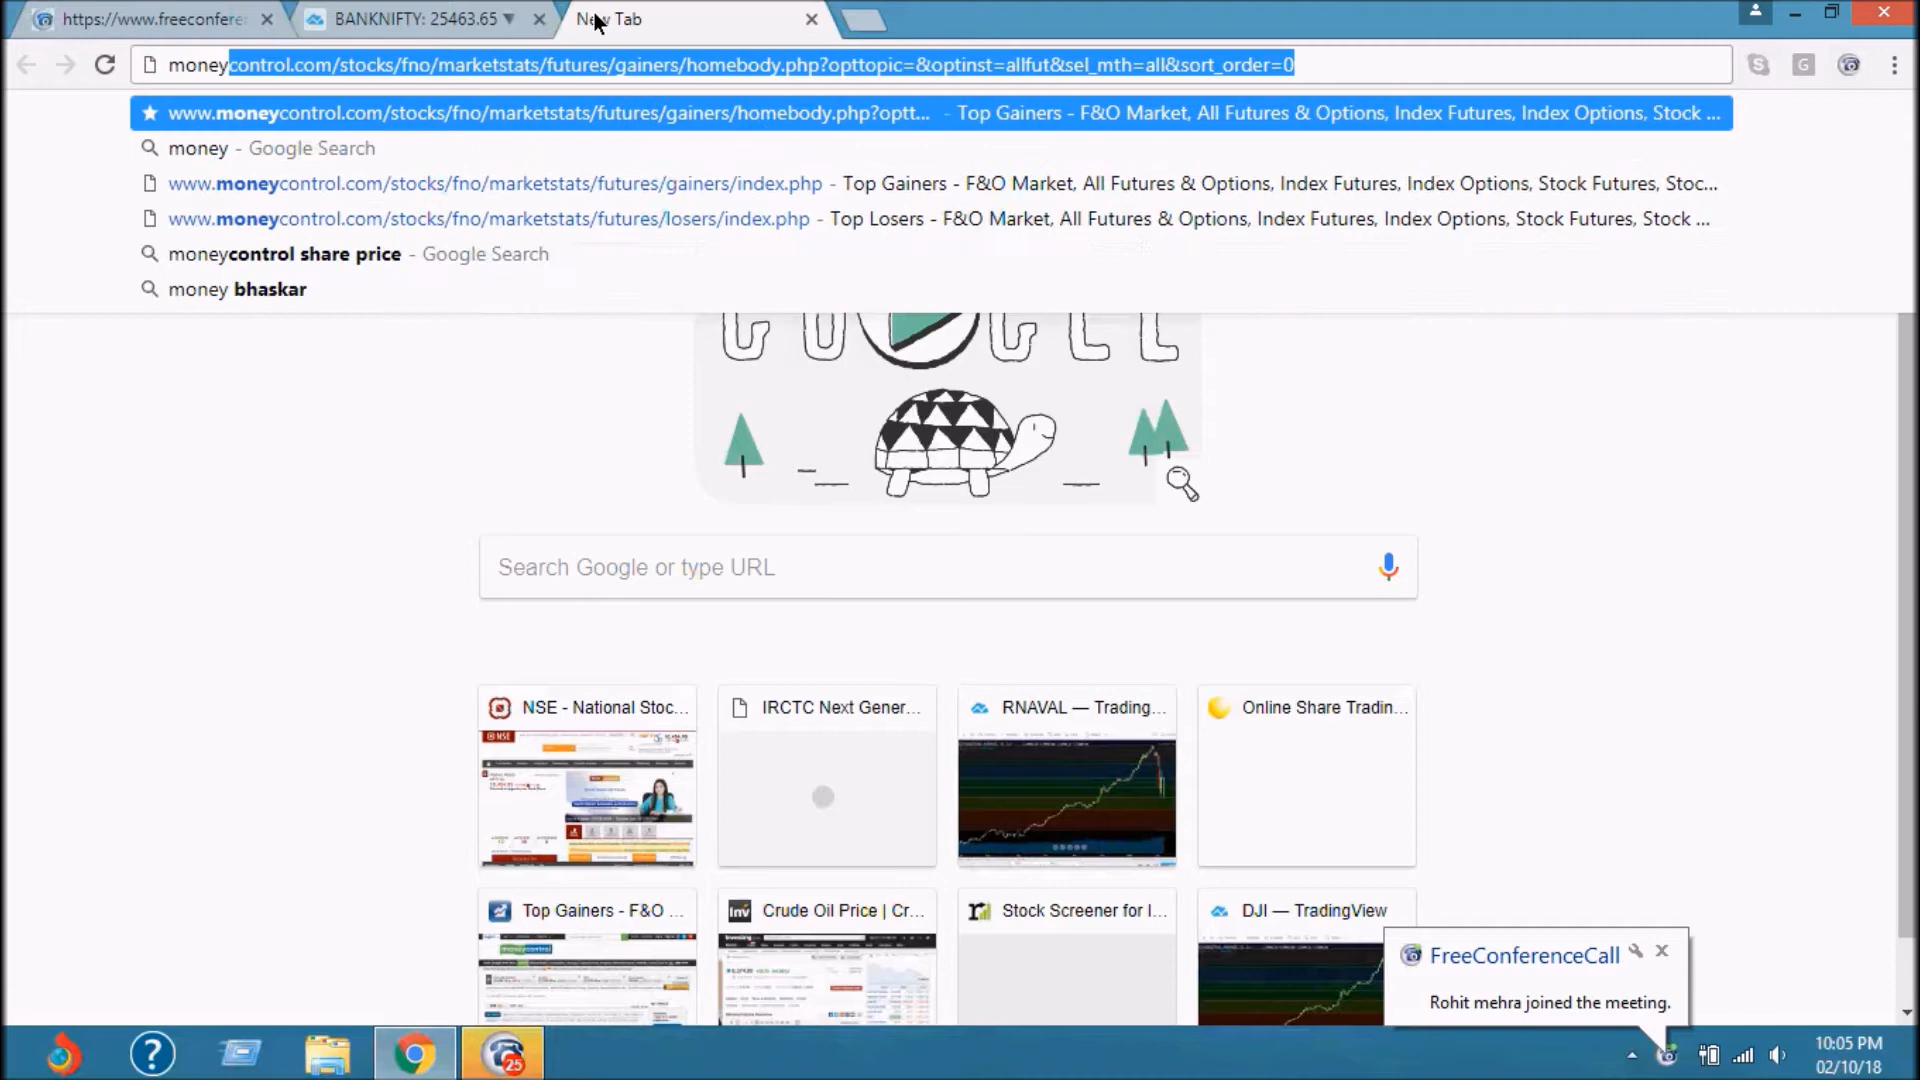 https://www.freeconfere
BANKNIFTY: 25463.65 ▼
New Tab
moneycontrol.com/stocks/fno/marketstats/futures/gainers/homebody.php?opttopic=&optinst=allfut&sel_mth=all&sort_order=0
www.moneycontrol.com/stocks/fno/marketstats/futures/gainers/homebody.php?optt... - Top Gainers - F&O Market, All Futures & Options, Index Futures, Index Options, Stock ...
money - Google Search
www.moneycontrol.com/stocks/fno/marketstats/futures/gainers/index.php - Top Gainers - F&O Market, All Futures & Options, Index Futures, Index Options, Stock Futures, Stoc...
www.moneycontrol.com/stocks/fno/marketstats/futures/losers/index.php - Top Losers - F&O Market, All Futures & Options, Index Futures, Index Options, Stock Futures, Stock ...
moneycontrol share price - Google Search
money bhaskar
Search Google or type URL
NSE - National Stoc...
IRCTC Next Gener...
RNAVAL — Trading...
Online Share Tradin...
NSE
Top Gainers - F&O ...
Crude Oil Price | Cr...
Stock Screener for I...
DJI — TradingView
moneycontrol
FreeConferenceCall
Rohit mehra joined the meeting.
25
10:05 PM
02/10/18